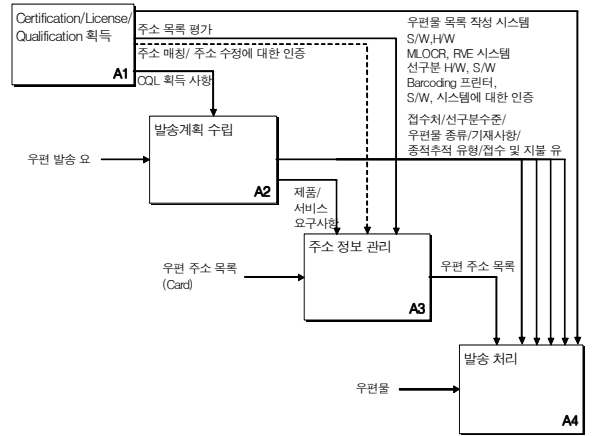 Certification/License/
Qualification 획득
A1
주소 목록 평가
주소 매칭/ 주소 수정에 대한 인증
CQL 획득 사항
우편물 목록 작성 시스템
S/W,H/W
MLOCR, RVE 시스템
선구분 H/W, S/W
Barcoding 프린터,
S/W, 시스템에 대한 인증
발송계획 수립
A2
우편 발송 요
접수처/선구분수준/
우편물 종류/기재사항/
종적추적 유형/접수 및 지불 유
제품/
서비스
요구사항
주소 정보 관리
A3
우편 주소 목록
(Card)
우편 주소 목록
발송 처리
A4
우편물